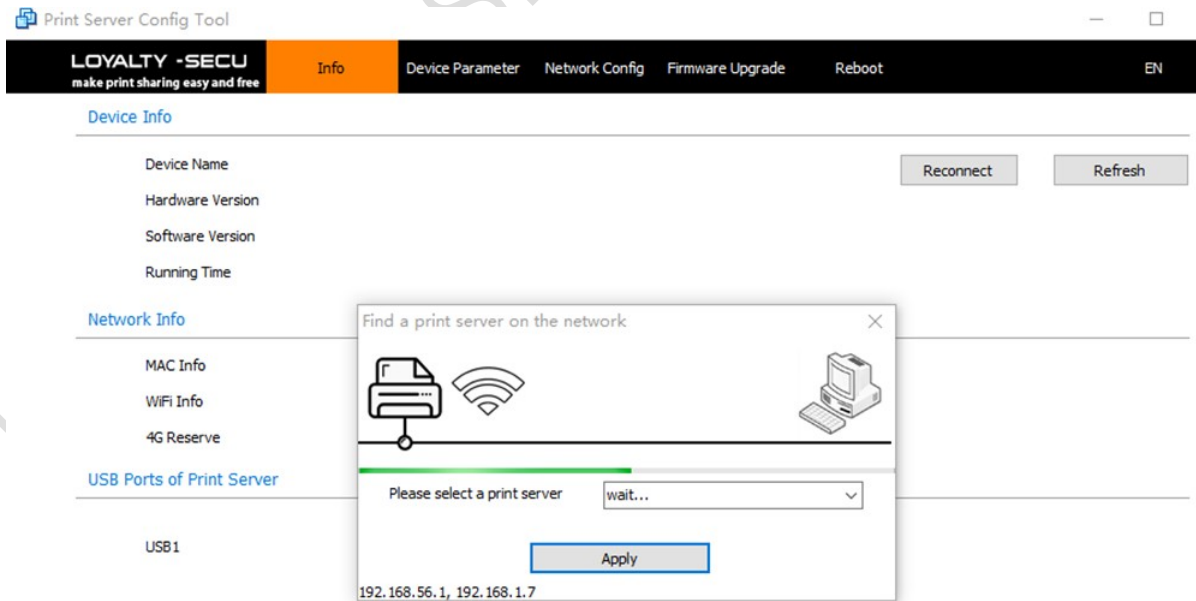 Print Server Config Tool
LOYALTY -SECU
make print sharing easy and free
Info
Device Parameter
Network Config
Firmware Upgrade
Reboot
EN
Device Info
Device Name
Reconnect
Refresh
Hardware Version
Software Version
Running Time
Network Info
MAC Info
WiFi Info
4G Reserve
USB Ports of Print Server
USB1
Find a print server on the network
Please select a print server
wait...
Apply
192.168.56.1, 192.168.1.7